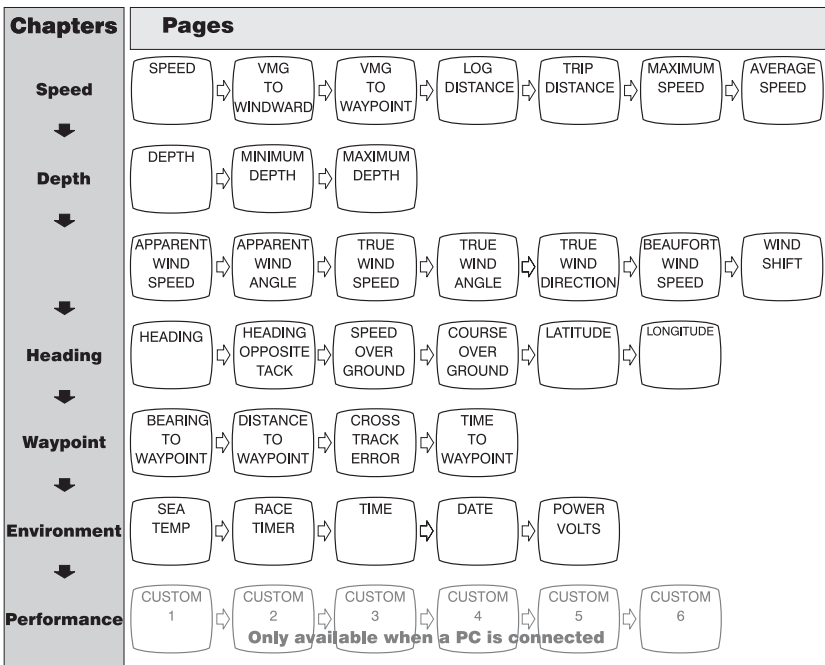 Chapters
Pages
Speed
SPEED
VMG
TO
WINDWARD
VMG
TO
WAYPOINT
LOG
DISTANCE
TRIP
DISTANCE
MAXIMUM
SPEED
AVERAGE
SPEED
Depth
DEPTH
MINIMUM
DEPTH
MAXIMUM
DEPTH
APPARENT
WIND
SPEED
APPARENT
WIND
ANGLE
TRUE
WIND
SPEED
TRUE
WIND
ANGLE
TRUE
WIND
DIRECTION
BEAUFORT
WIND
SPEED
WIND
SHIFT
Heading
HEADING
HEADING
OPPOSITE
TACK
SPEED
OVER
GROUND
COURSE
OVER
GROUND
LATITUDE
LONGITUDE
Waypoint
BEARING
TO
WAYPOINT
DISTANCE
TO
WAYPOINT
CROSS
TRACK
ERROR
TIME
TO
WAYPOINT
Environment
SEA
TEMP
RACE
TIMER
TIME
DATE
POWER
VOLTS
Performance
CUSTOM
1
CUSTOM
2
CUSTOM
3
CUSTOM
4
CUSTOM
5
CUSTOM
6
Only available when a PC is connected